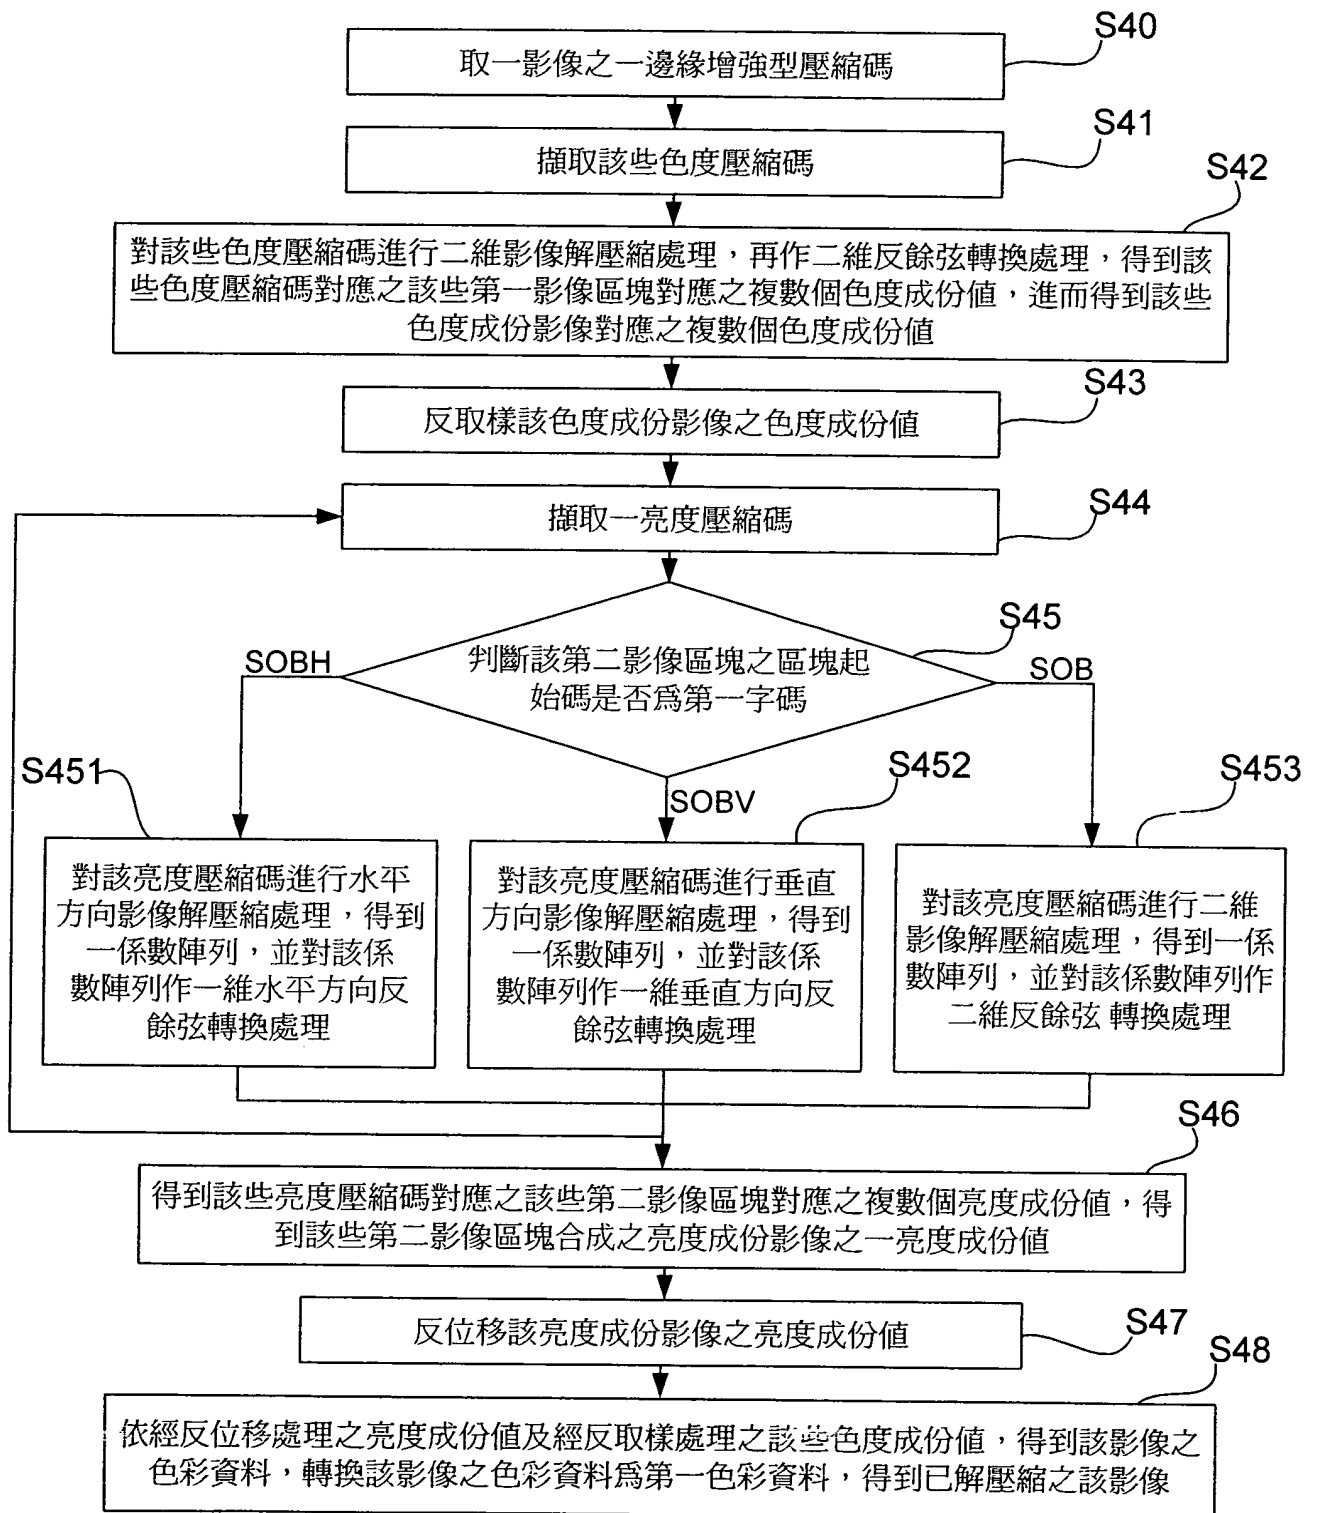 S40
取一影像之一邊緣增強型壓縮碼
S41
擷取該些色度壓縮碼
S42
對該些色度壓縮碼進行二維影像解壓縮處理，再作二維反餘弦轉換處理，得到該
些色度壓縮碼對應之該些第一影像區塊對應之複數個色度成份值，進而得到該些
色度成份影像對應之複數個色度成份值
S43
反取樣該色度成份影像之色度成份值
S44
擷取一亮度壓縮碼
S45
判斷該第二影像區塊之區塊起
始碼是否爲第一字碼
SOBH
SOBV
SOB
S451
對該亮度壓縮碼進行水平
方向影像解壓縮處理，得到
一係數陣列，並對該係
數陣列作一維水平方向反
餘弦轉換處理
S452
對該亮度壓縮碼進行垂直
方向影像解壓縮處理，得到
一係數陣列，並對該係
數陣列作一維垂直方向反
餘弦轉換處理
S453
對該亮度壓縮碼進行二維
影像解壓縮處理，得到一係
數陣列，並對該係數陣列作
二維反餘弦 轉換處理
S46
得到該些亮度壓縮碼對應之該些第二影像區塊對應之複數個亮度成份值，得
到該些第二影像區塊合成之亮度成份影像之一亮度成份值
S47
反位移該亮度成份影像之亮度成份值
S48
依經反位移處理之亮度成份值及經反取樣處理之該些色度成份值，得到該影像之
色彩資料，轉換該影像之色彩資料爲第一色彩資料，得到已解壓縮之該影像